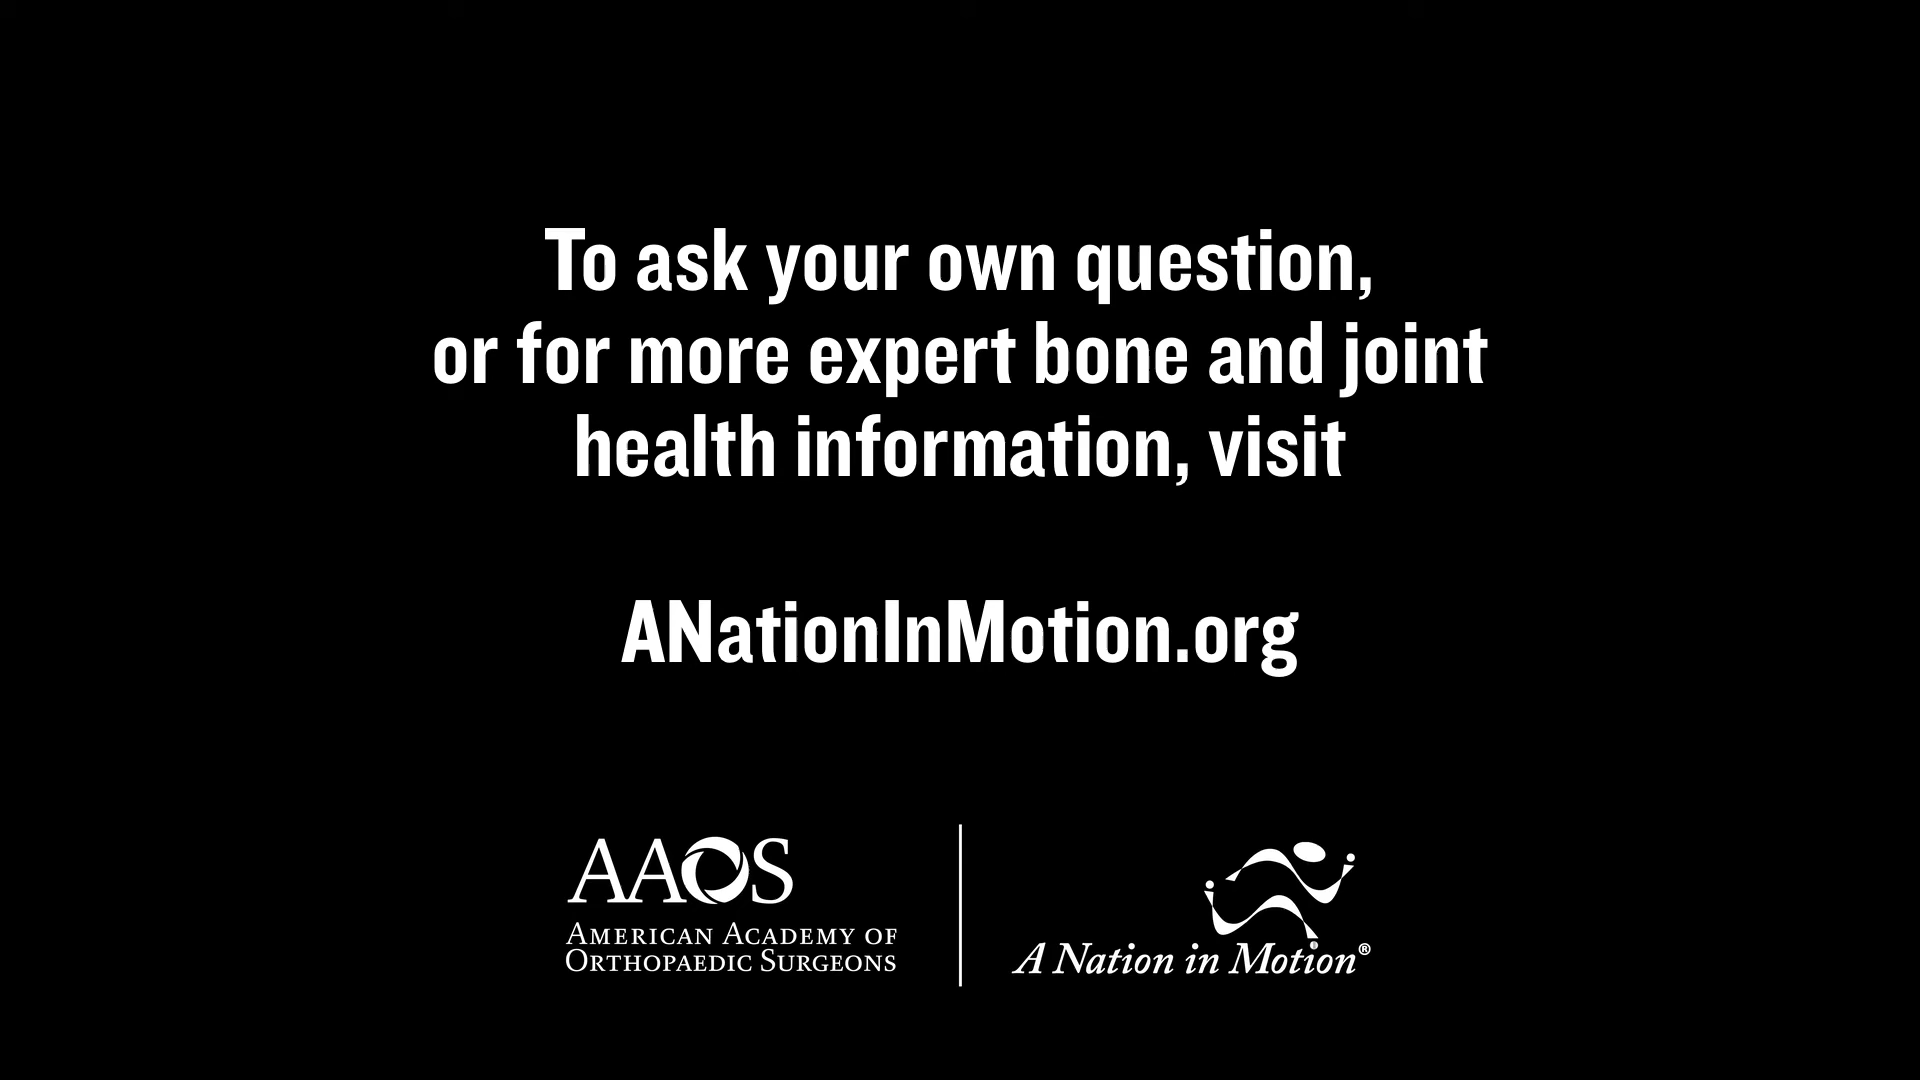 To ask your own question,
or for more expert bone and joint
health information, visit
ANationInMotion.org
AAOS
AMERICAN ACADEMY OF
ORTHOPAEDIC SURGEONS
A Nation in Motion®